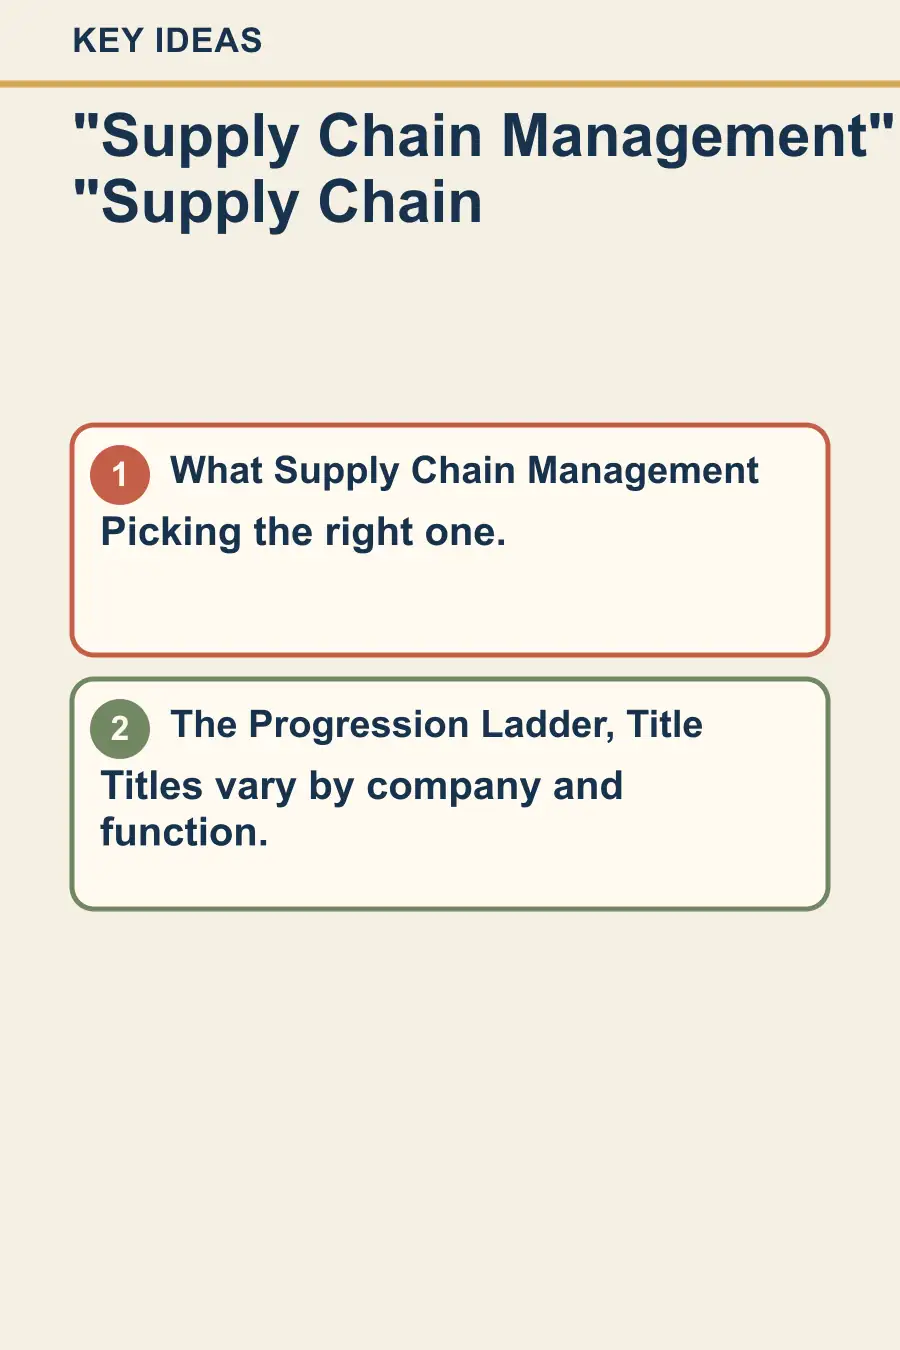 KEY IDEAS
"Supply Chain Management"
"Supply Chain
1 What Supply Chain Management
Picking the right one.
2 The Progression Ladder, Title
Titles vary by company and
function.